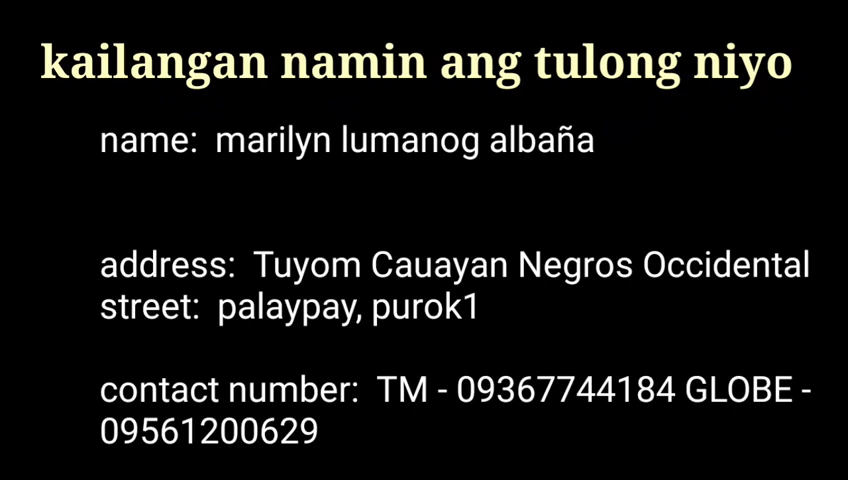 kailangan namin ang tulong niyo
name: marilyn lumanog albaña
address: Tuyom Cauayan Negros Occidental
street: palaypay, purok1
contact number: TM - 09367744184 GLOBE -
09561200629